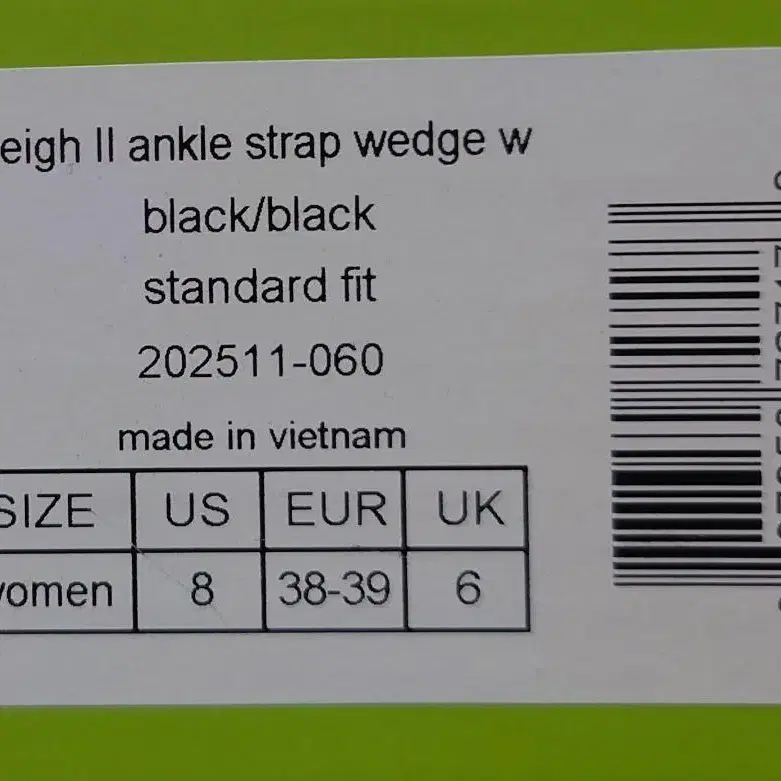 eigh II ankle strap wedge w
black/black
standard fit
202511-060
made in vietnam
SIZE US EUR UK
women 8 38-39 6